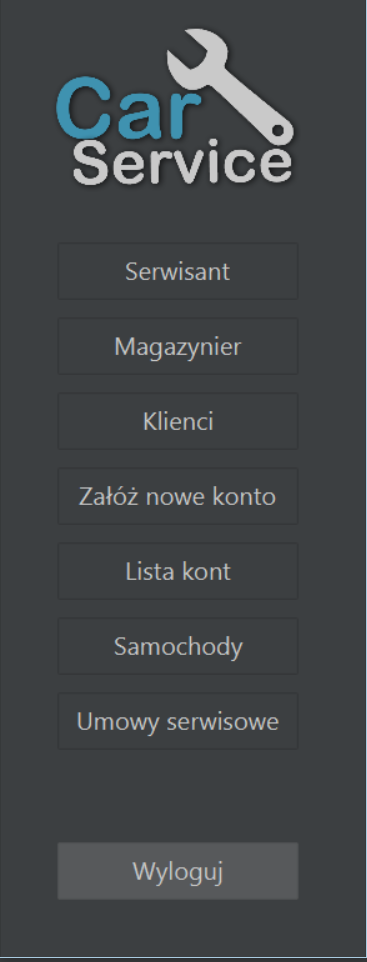 Car
Service
Serwisant
Magazynier
Klienci
Załóż nowe konto
Lista kont
Samochody
Umowy serwisowe
Wyloguj